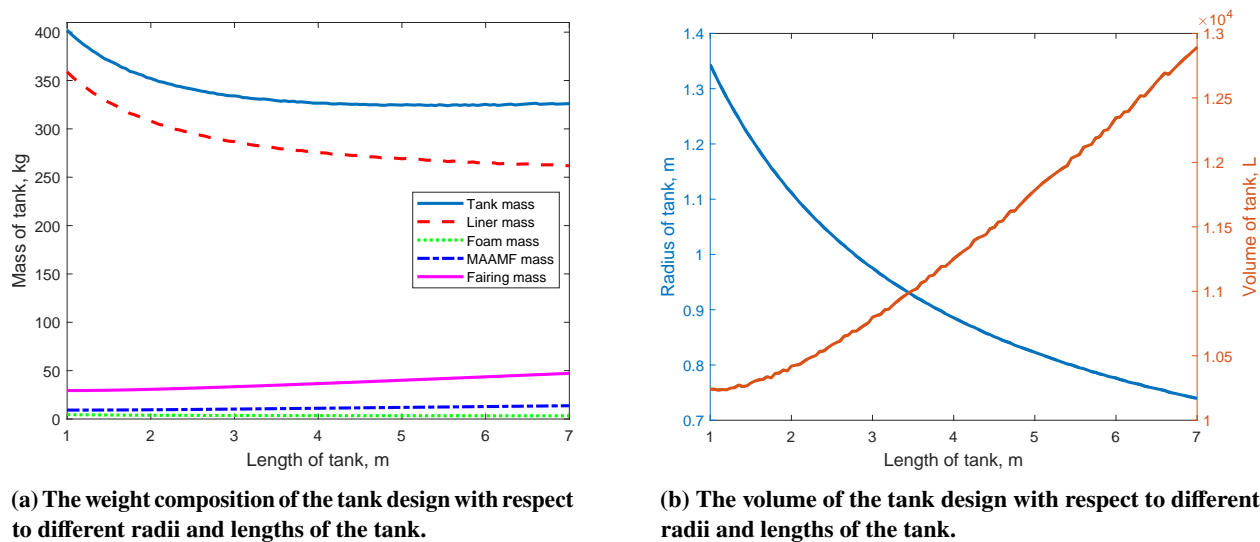 400
350
300
250
200
150
100
50
0
Mass of tank, kg
Tank mass
Liner mass
Foam mass
MAAMF mass
Fairing mass
1 2 3 4 5 6 7
Length of tank, m
(a) The weight composition of the tank design with respect
to different radii and lengths of the tank.
1.4
1.3
1.2
1.1
1
0.9
0.8
0.7
Radius of tank, m
×10⁴
1.3
1.25
1.2
1.15
1.1
1.05
1
Volume of tank, L
1 2 3 4 5 6 7
Length of tank, m
(b) The volume of the tank design with respect to different
radii and lengths of the tank.